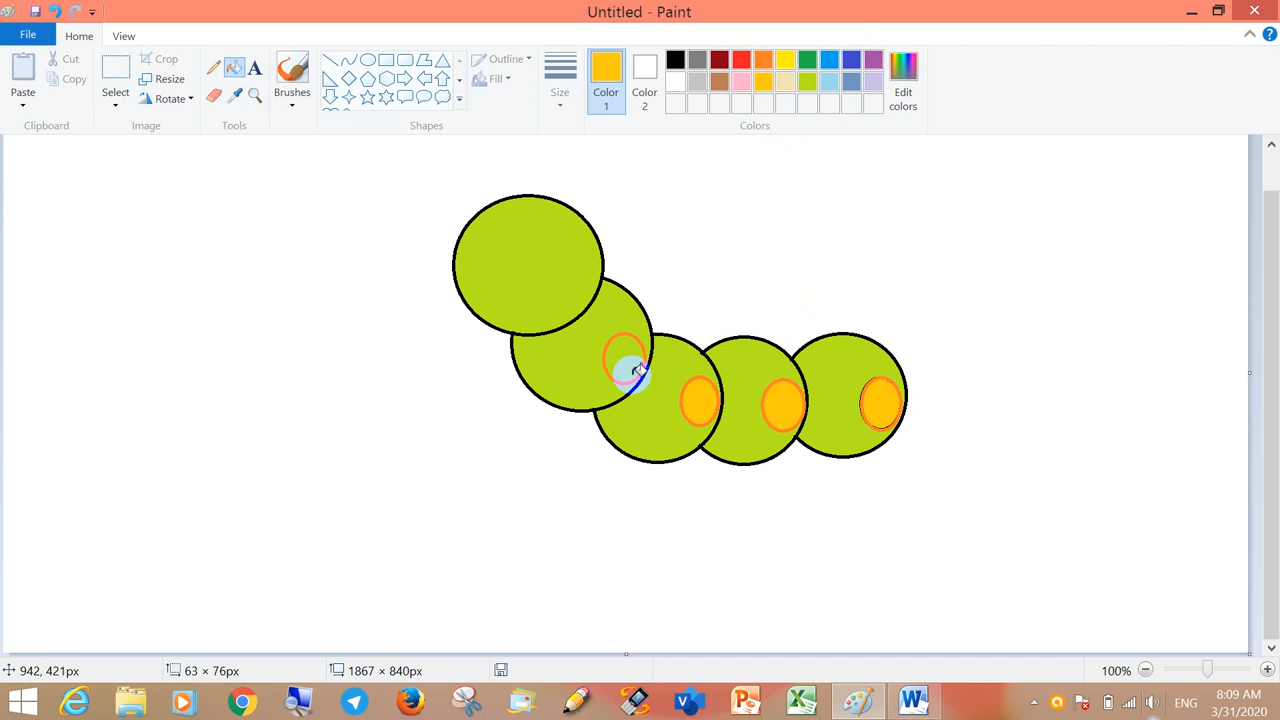 Untitled - Paint
File
Home
View
Paste
Cut
Copy
Clipboard
Select
Crop
Resize
Rotate
Image
A
Tools
Brushes
Outline
Fill
Shapes
Size
Color
1
Color
2
Edit
colors
Colors
942, 421px
63 × 76px
1867 × 840px
100%
ENG
8:09 AM
3/31/2020